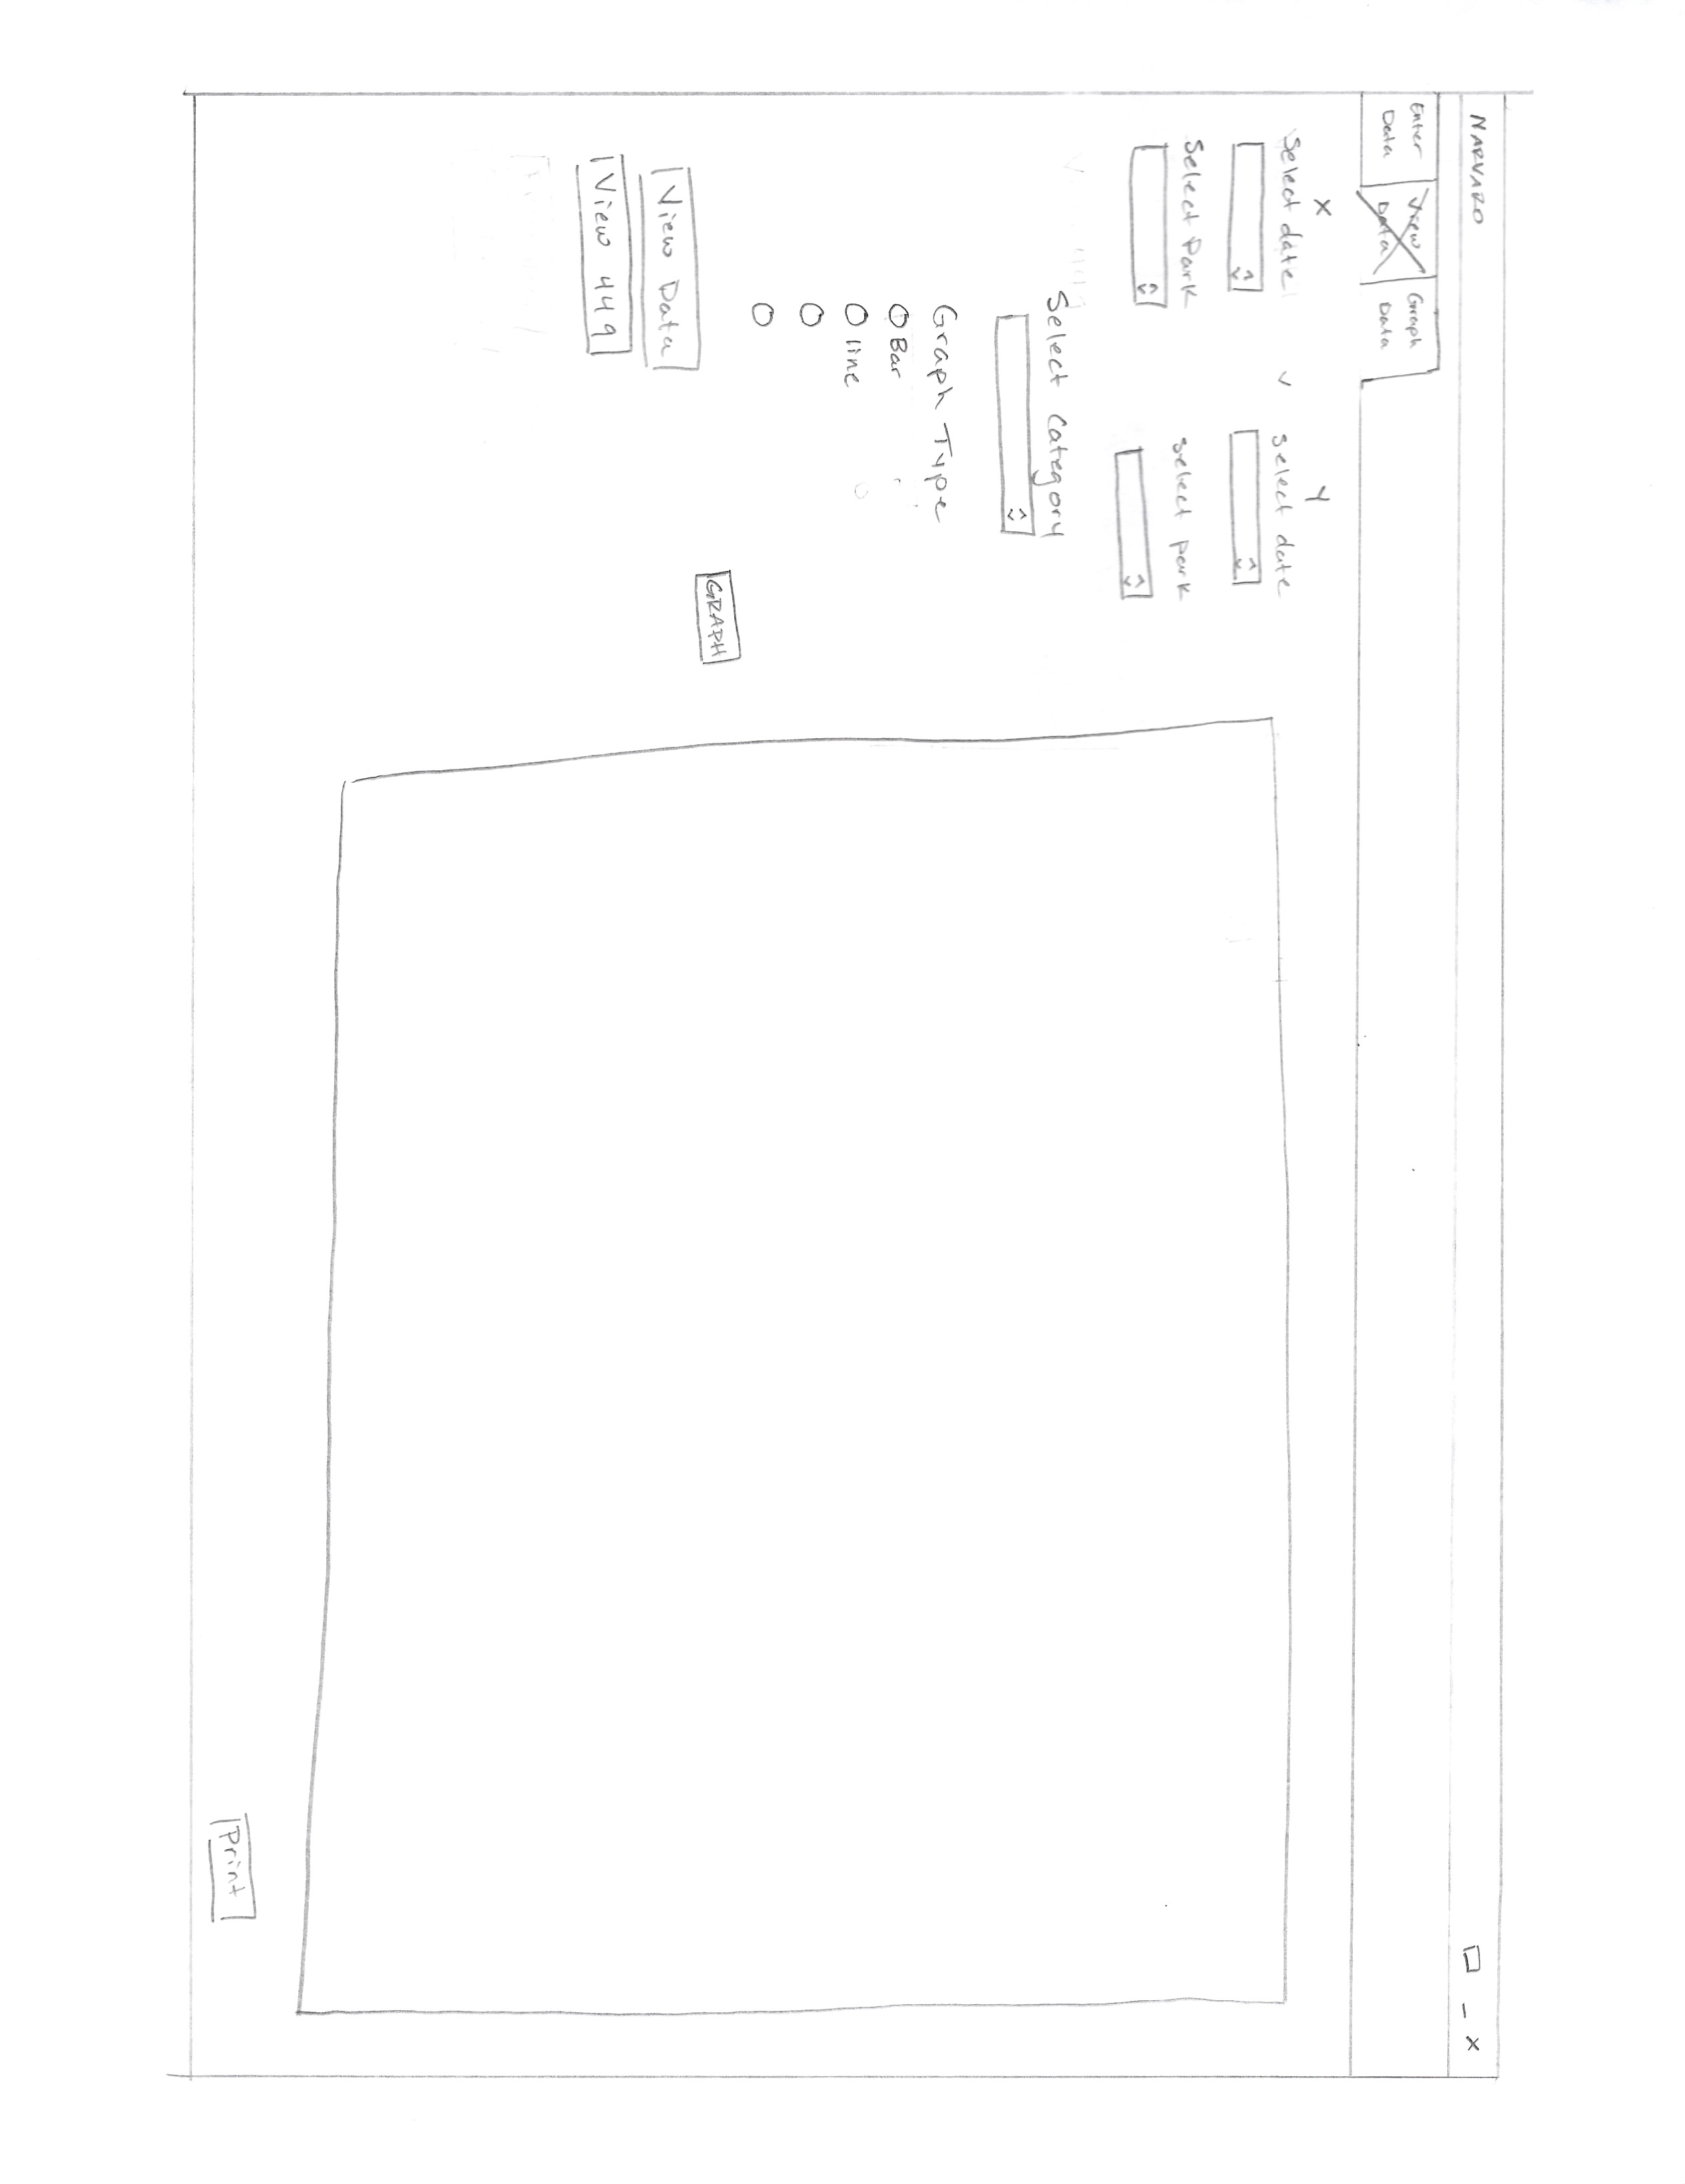 NARVARO
X
Enter Data
View Data
Graph Data
X
Y
Select date
v
select date
Select Park
select park
Select Category
Graph Type
Bar
line
GRAPH
View Data
View 449
Print